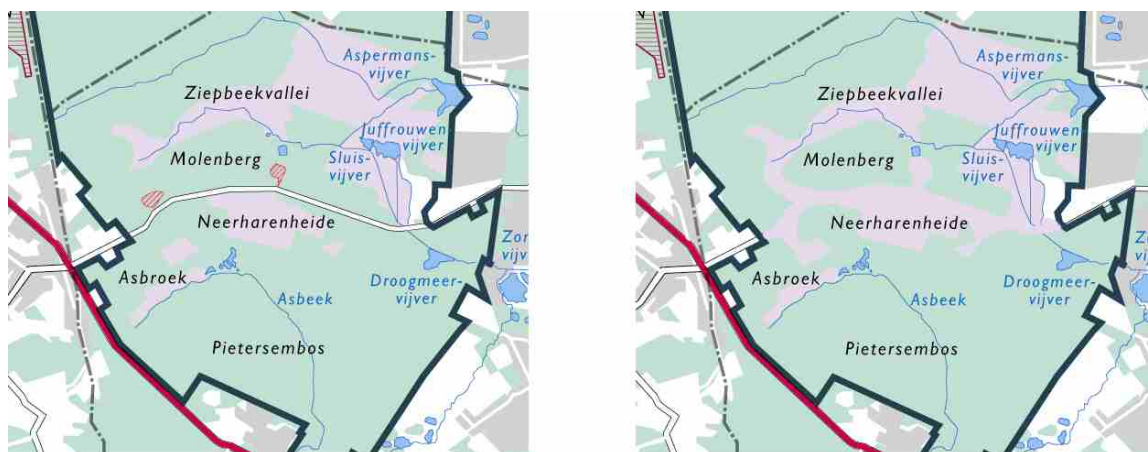 Aspermans-
vijver
Ziepbeekvallei
Juffrouwen-
vijver
Molenberg
Sluis-
vijver
Neerharenheide
Asbroek
Droogmeer-
vijver
Asbeek
Pietersembos
Aspermans-
vijver
Ziepbeekvallei
Juffrouwen-
vijver
Molenberg
Sluis-
vijver
Neerharenheide
Asbroek
Droogmeer-
vijver
Asbeek
Pietersembos